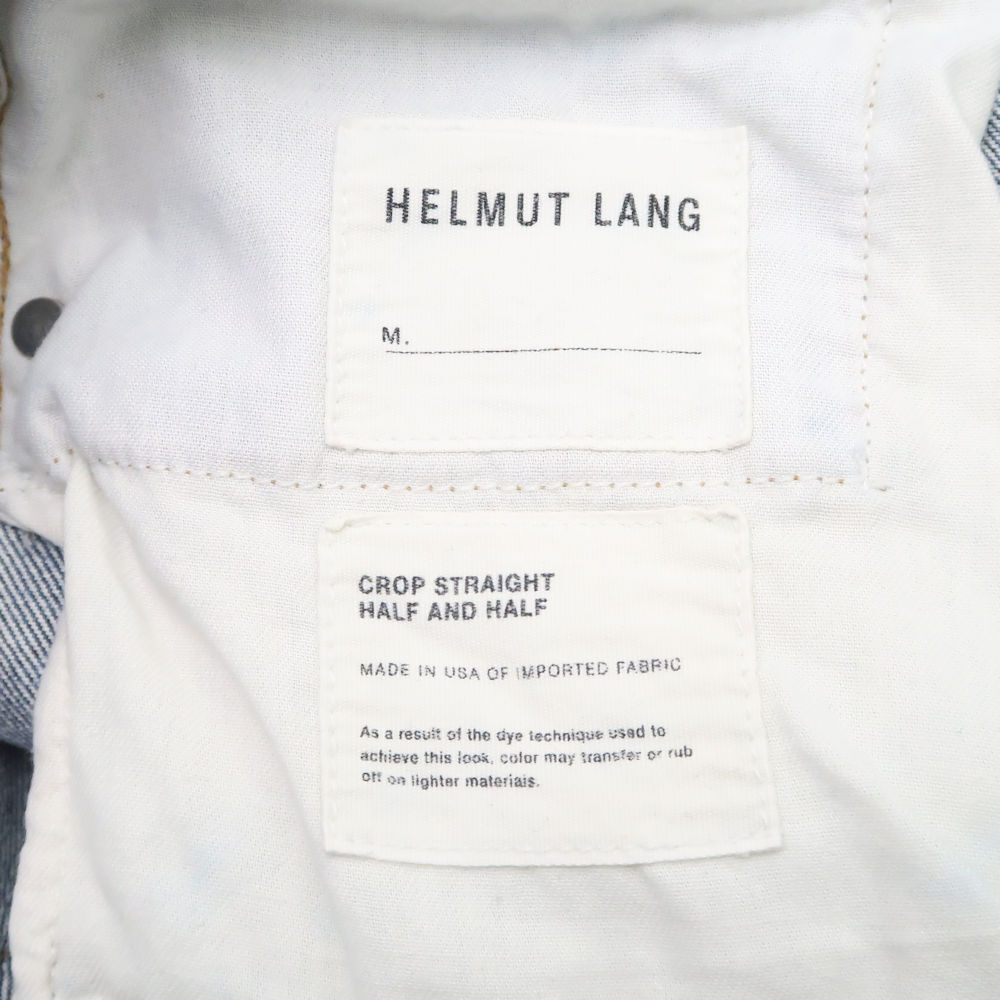 HELMUT LANG
M.
CROP STRAIGHT
HALF AND HALF
MADE IN USA OF IMPORTED FABRIC
As a result of the dye technique used to
achieve this look, color may transfer or rub
off on lighter materials.